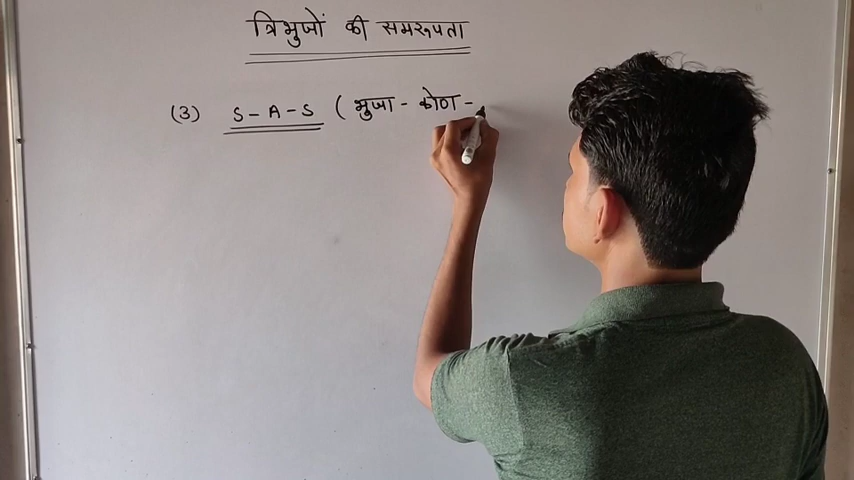 त्रिभुजों की समरूपता
(3) S-A-S ( भुजा - कोण -